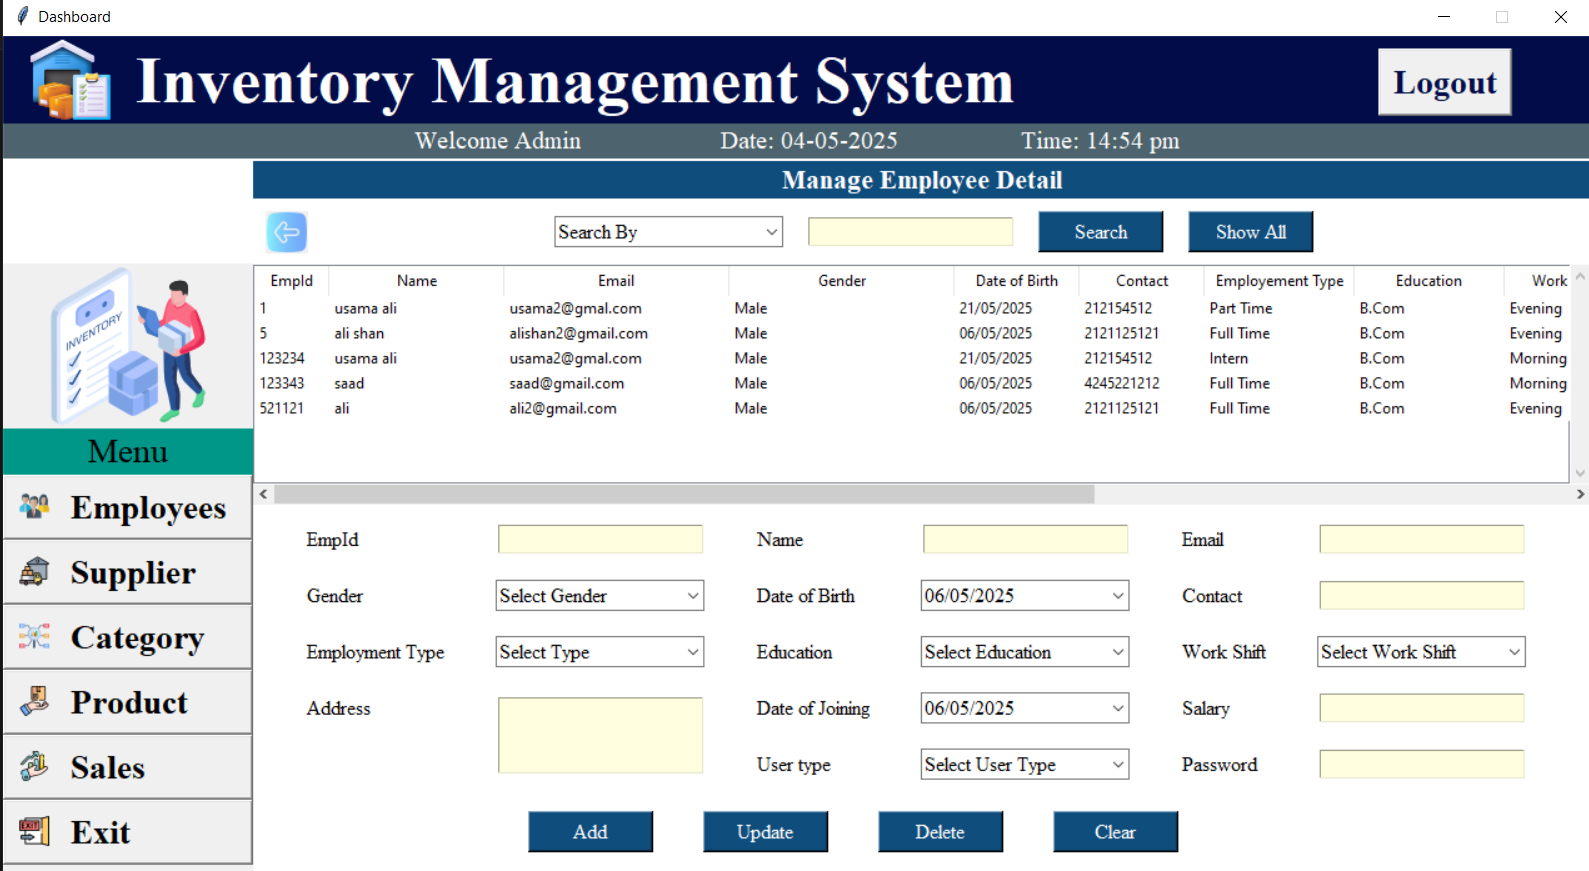 Dashboard
Inventory Management System
Logout
Welcome Admin Date: 04-05-2025 Time: 14:54 pm
Manage Employee Detail
Search By Search Show All
EmpId Name Email Gender Date of Birth Contact Employement Type Education Work
1 usama ali usama2@gmal.com Male 21/05/2025 212154512 Part Time B.Com Evening
5 ali shan alishan2@gmail.com Male 06/05/2025 2121125121 Full Time B.Com Evening
123234 usama ali usama2@gmal.com Male 21/05/2025 212154512 Intern B.Com Morning
123343 saad saad@gmail.com Male 06/05/2025 4245221212 Full Time B.Com Morning
521121 ali ali2@gmail.com Male 06/05/2025 2121125121 Full Time B.Com Evening
INVENTORY
Menu
Employees
Supplier
Category
Product
Sales
EXIT
Exit
EmpId Name Email
Gender Select Gender Date of Birth 06/05/2025 Contact
Employment Type Select Type Education Select Education Work Shift Select Work Shift
Address Date of Joining 06/05/2025 Salary
User type Select User Type Password
Add Update Delete Clear